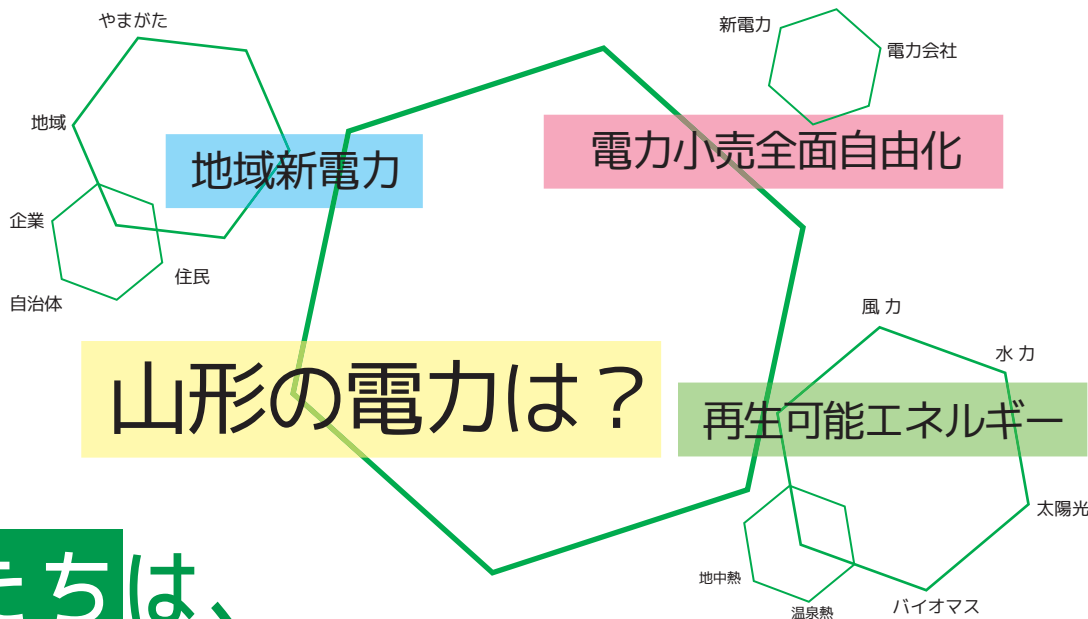 やまがた
新電力
電力会社
地域
地域新電力
電力小売全面自由化
企業
住民
自治体
風 力
水 力
山形の電力は？
再生可能エネルギー
太陽光
地中熱
温泉熱
バイオマス
ちは、